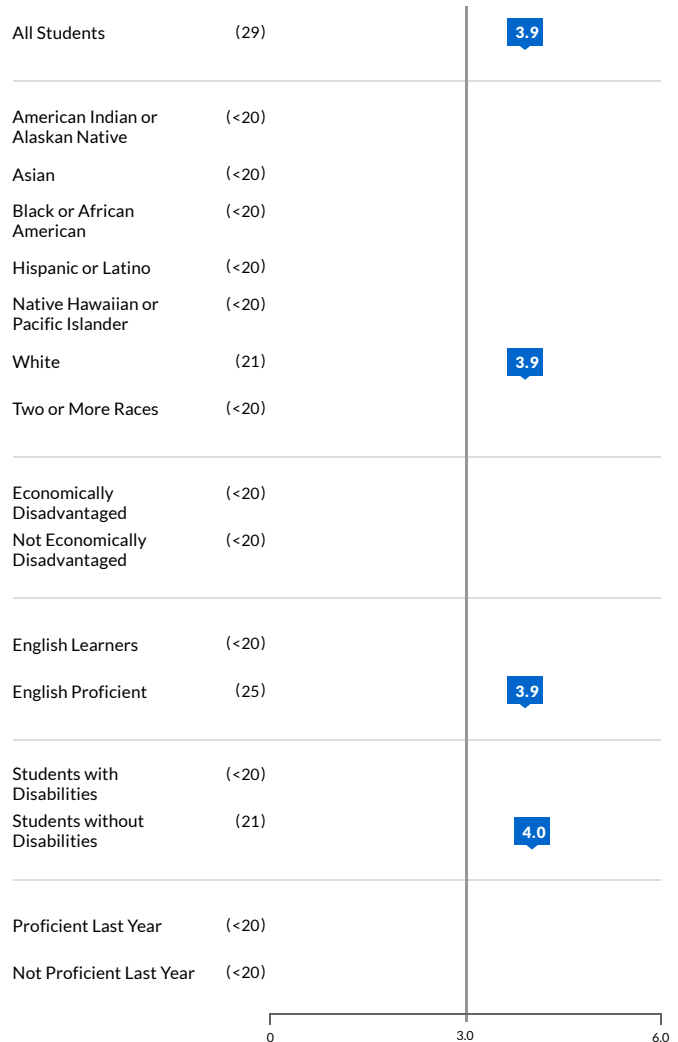 All Students (29) 3.9
American Indian or (<20)
Alaskan Native
Asian (<20)
Black or African (<20)
American
Hispanic or Latino (<20)
Native Hawaiian or (<20)
Pacific Islander
White (21) 3.9
Two or More Races (<20)
Economically (<20)
Disadvantaged
Not Economically (<20)
Disadvantaged
English Learners (<20)
English Proficient (25) 3.9
Students with (<20)
Disabilities
Students without (21) 4.0
Disabilities
Proficient Last Year (<20)
Not Proficient Last Year (<20)
0 3.0 6.0